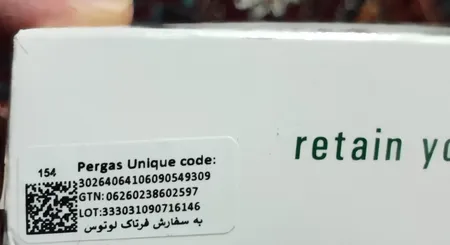 154
Pergas Unique code:
30264064106090549309
GTN: 06260238602597
LOT:333031090716146
به سفارش فرتاک لوتوس
retain yo